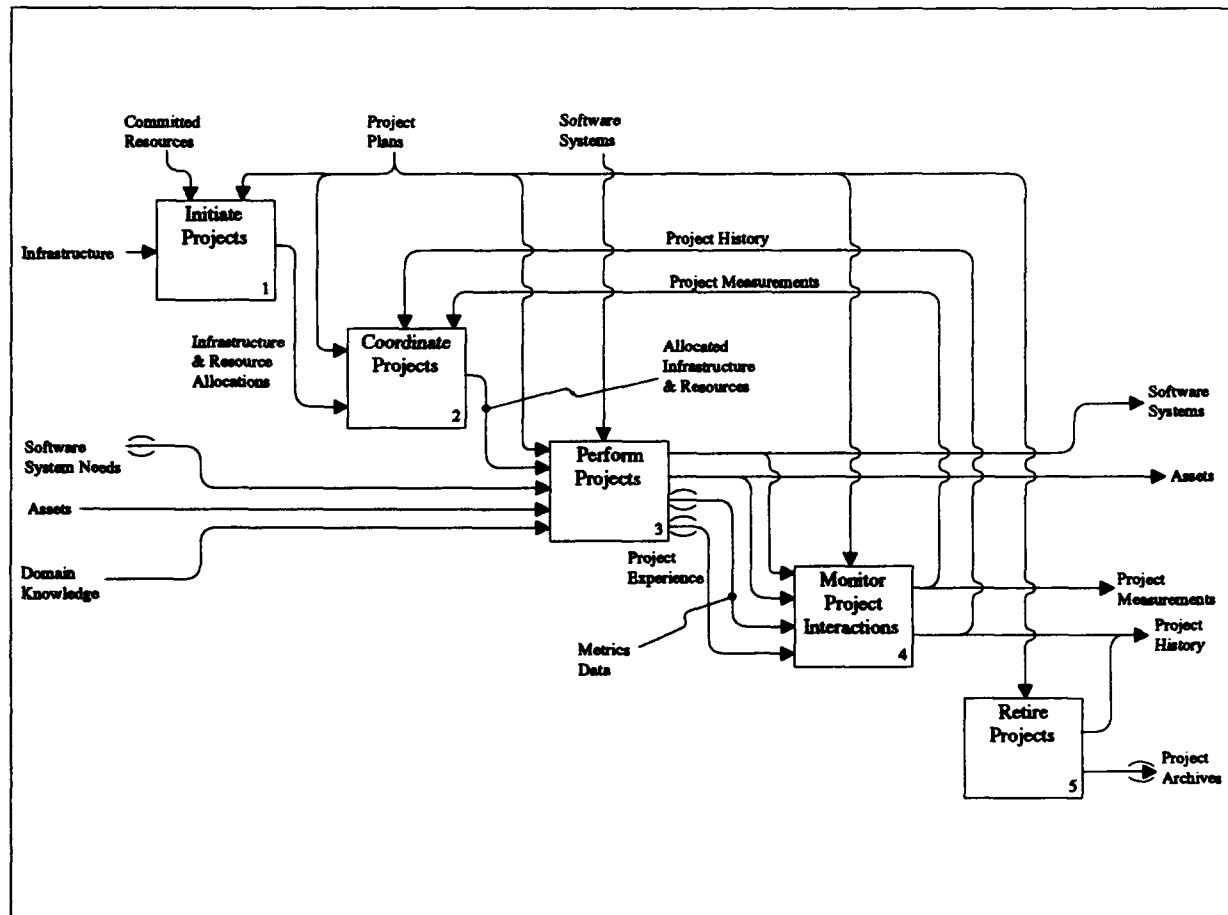 Committed
Resources
Project
Plans
Software
Systems
Initiate
Projects
1
Infrastructure
Project History
Project Measurements
Infrastructure
& Resource
Allocations
Coordinate
Projects
2
Allocated
Infrastructure
& Resources
Software
Systems
Software
System Needs
Perform
Projects
3
Assets
Assets
Domain
Knowledge
Project
Experience
Monitor
Project
Interactions
4
Project
Measurements
Project
History
Metrics
Data
Retire
Projects
5
Project
Archives